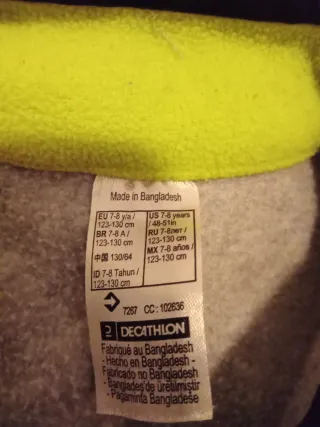 Made in Bangladesh
EU 7-8 y/a /
123-130 cm
BR 7-8 A /
123-130 cm
中国 130/64
ID 7-8 Tahun /
123-130 cm
US 7-8 years
/ 48-51in
RU 7-8лет /
123-130 cm
MX 7-8 años /
123-130 cm
7267 CC: 102636
DECATHLON
Fabriqué au Bangladesh
- Hecho en Bangladesh -
Fabricado no Bangladesh
- Bangladeş de üretilmiştir
- Pagaminta Bangladeše